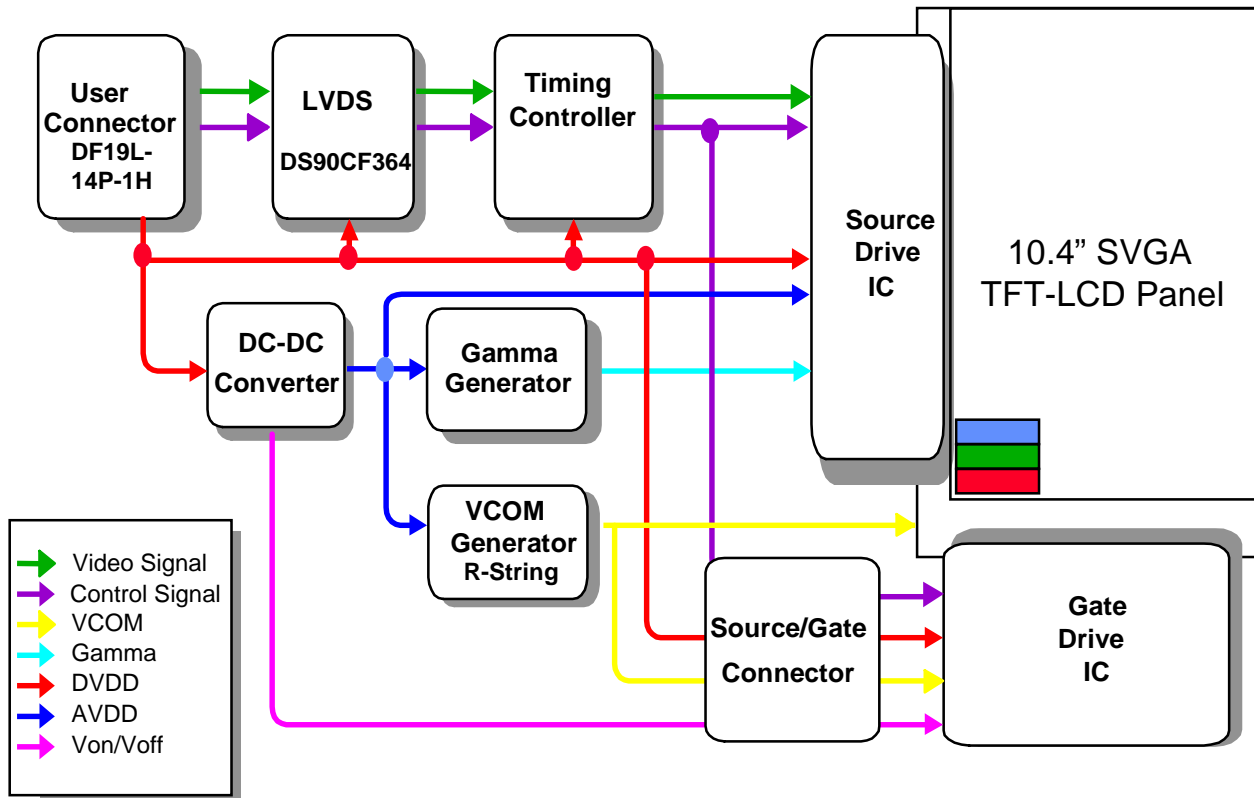 User
Connector
DF19L-
14P-1H
LVDS
DS90CF364
Timing
Controller
Source
Drive
IC
10.4” SVGA
TFT-LCD Panel
DC-DC
Converter
Gamma
Generator
VCOM
Generator
R-String
Source/Gate
Connector
Gate
Drive
IC
Video Signal
Control Signal
VCOM
Gamma
DVDD
AVDD
Von/Voff